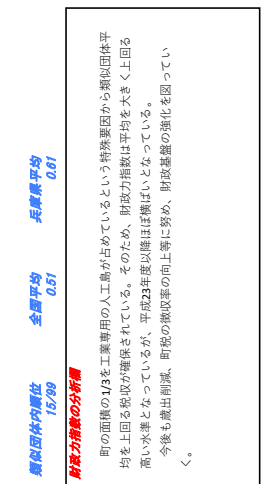 類似団体内順位 全国平均 兵庫県平均
15/99 0.51 0.61
財政力指数の分析欄
町の面積の1/3を工業専用の人工島が占めているという特殊要因から類似団体平
均を上回る税収が確保されている。そのため、財政力指数は平均を大きく上回る
高い水準となっているが、平成23年度以降ほぼ横ばいとなっている。
今後も歳出削減、町税の徴収率の向上等に努め、財政基盤の強化を図ってい
く。